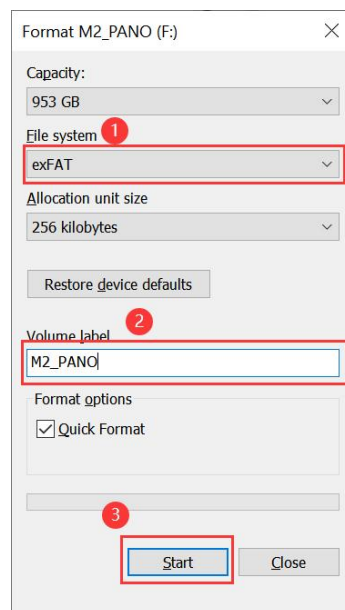 Format M2_PANO (F:)
Capacity:
953 GB
File system 1
exFAT
Allocation unit size
256 kilobytes
Restore device defaults
2
Volume label
M2_PANO
Format options
Quick Format
3
Start Close